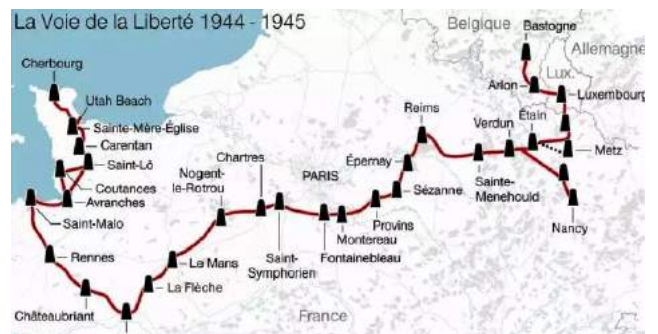 La Voie de la Liberté 1944 - 1945
Belgique
Bastogne
Allemagne
Cherbourg
Arlon
Lux.
Luxembourg
Utah Beach
Reims
Verdun
Étain
Sainte-Mère-Église
Carentan
Chartres
Metz
Saint-Lô
Nogent-
le-Rotrou
PARIS
Épernay
Coutances
Avranches
Sézanne
Sainte-
Menehould
Saint-Malo
Provins
Nancy
Montereau
Rennes
Le Mans
Saint-
Symphorien
Fontainebleau
La Flèche
Châteaubriant
France